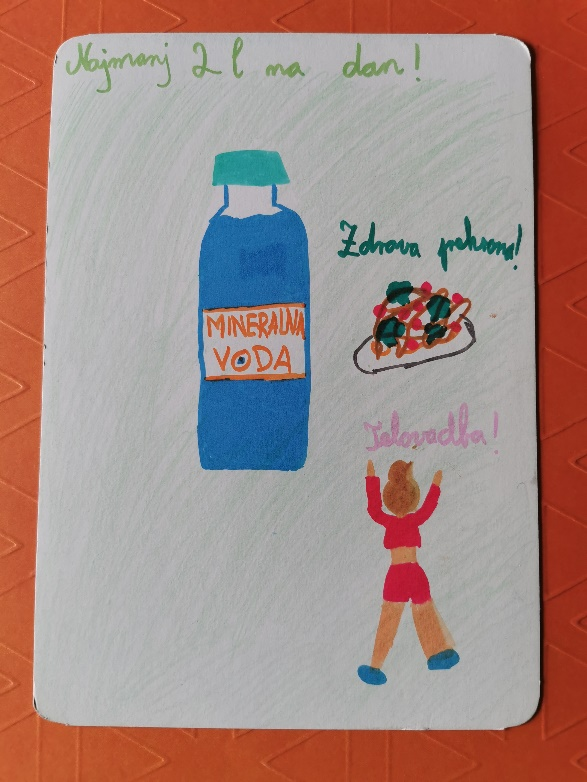 Najmanj 2 l na dan!
MINERALNA
VODA
Zdrava prehrana!
Telovadba!